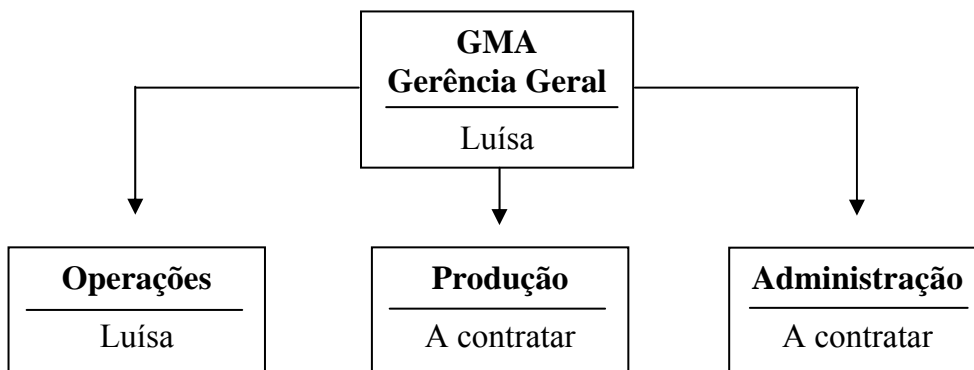 GMA
Gerência Geral
Luísa
Operações
Luísa
Produção
A contratar
Administração
A contratar